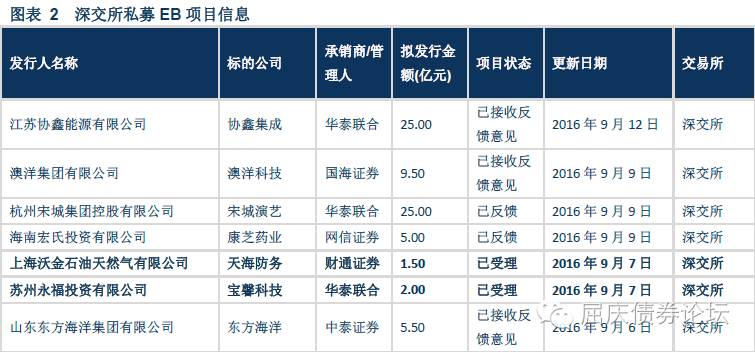 图表 2 深交所私募 EB 项目信息
发行人名称 标的公司 承销商/管理人 拟发行金额(亿元) 项目状态 更新日期 交易所
江苏协鑫能源有限公司 协鑫集成 华泰联合 25.00 已接收反馈意见 2016 年 9 月 12 日 深交所
澳洋集团有限公司 澳洋科技 国海证券 9.50 已接收反馈意见 2016 年 9 月 9 日 深交所
杭州宋城集团控股有限公司 宋城演艺 华泰联合 25.00 已反馈 2016 年 9 月 9 日 深交所
海南宏氏投资有限公司 康芝药业 网信证券 5.00 已反馈 2016 年 9 月 9 日 深交所
上海沃金石油天然气有限公司 天海防务 财通证券 1.50 已受理 2016 年 9 月 7 日 深交所
苏州永福投资有限公司 宝馨科技 华泰联合 2.00 已受理 2016 年 9 月 7 日 深交所
山东东方海洋集团有限公司 东方海洋 中泰证券 5.50 已接收反馈意见 2016 年 9 月 6 日 深交所
屈庆债券论坛